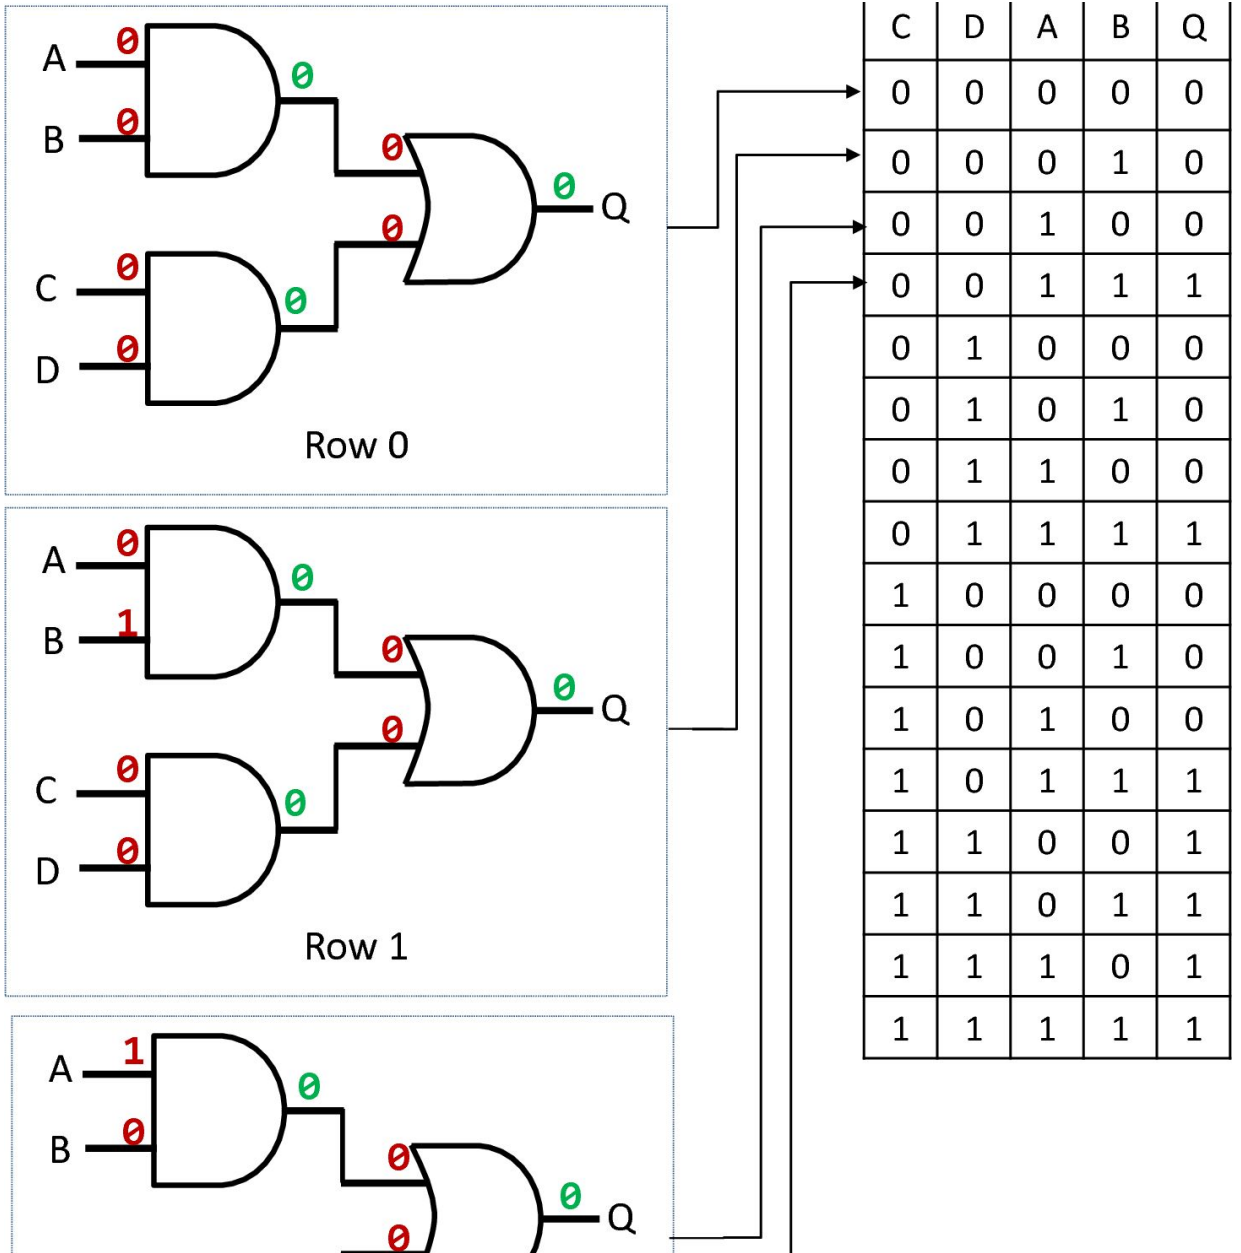 A 0 0
B 0 0
0 Q
C 0 0
D 0 0
Row 0
A 0 0
B 1 0
0 Q
C 0 0
D 0 0
Row 1
A 1 0
B 0 0
0 Q
0
C D A B Q
0 0 0 0 0
0 0 0 1 0
0 0 1 0 0
0 0 1 1 1
0 1 0 0 0
0 1 0 1 0
0 1 1 0 0
0 1 1 1 1
1 0 0 0 0
1 0 0 1 0
1 0 1 0 0
1 0 1 1 1
1 1 0 0 1
1 1 0 1 1
1 1 1 0 1
1 1 1 1 1